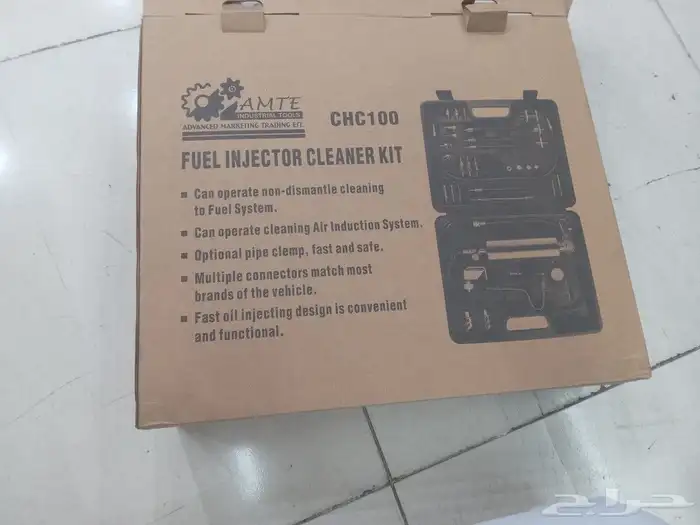 AMTE
INDUSTRIAL TOOLS
ADVANCED MARKETING TRADING EST.
CHC100
FUEL INJECTOR CLEANER KIT
▪ Can operate non-dismantle cleaning
to Fuel System.
▪ Can operate cleaning Air Induction System.
▪ Optional pipe clemp, fast and safe.
▪ Multiple connectors match most
brands of the vehicle.
▪ Fast oil injecting design is convenient
and functional.
حراج